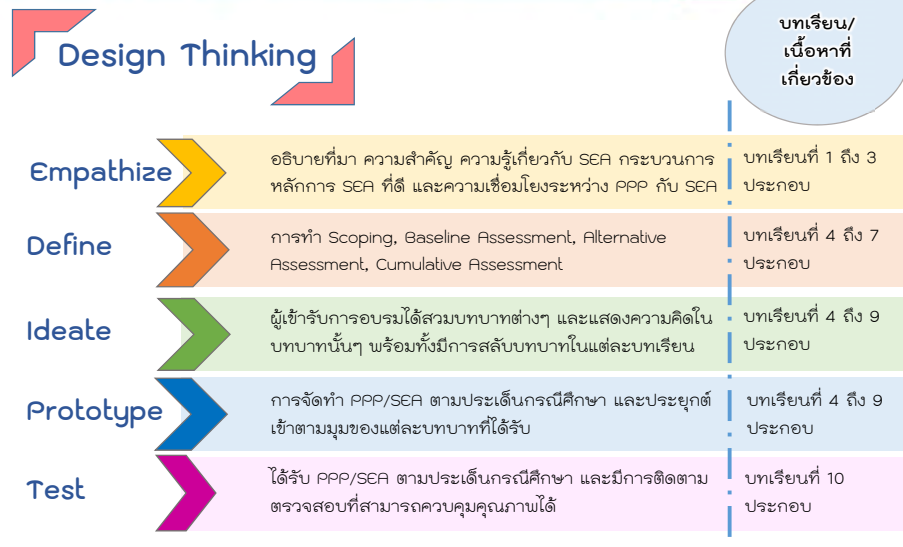 Design Thinking
บทเรียน/
เนื้อหาที่
เกี่ยวข้อง
Empathize
อธิบายที่มา ความสำคัญ ความรู้เกี่ยวกับ SEA กระบวนการ
หลักการ SEA ที่ดี และความเชื่อมโยงระหว่าง PPP กับ SEA
บทเรียนที่ 1 ถึง 3
ประกอบ
Define
การทำ Scoping, Baseline Assessment, Alternative
Assessment, Cumulative Assessment
บทเรียนที่ 4 ถึง 7
ประกอบ
Ideate
ผู้เข้ารับการอบรมได้สวมบทบาทต่างๆ และแสดงความคิดใน
บทบาทนั้นๆ พร้อมทั้งมีการสลับบทบาทในแต่ละบทเรียน
บทเรียนที่ 4 ถึง 9
ประกอบ
Prototype
การจัดทำ PPP/SEA ตามประเด็นกรณีศึกษา และประยุกต์
เข้าตามมุมของแต่ละบทบาทที่ได้รับ
บทเรียนที่ 4 ถึง 9
ประกอบ
Test
ได้รับ PPP/SEA ตามประเด็นกรณีศึกษา และมีการติดตาม
ตรวจสอบที่สามารถควบคุมคุณภาพได้
บทเรียนที่ 10
ประกอบ